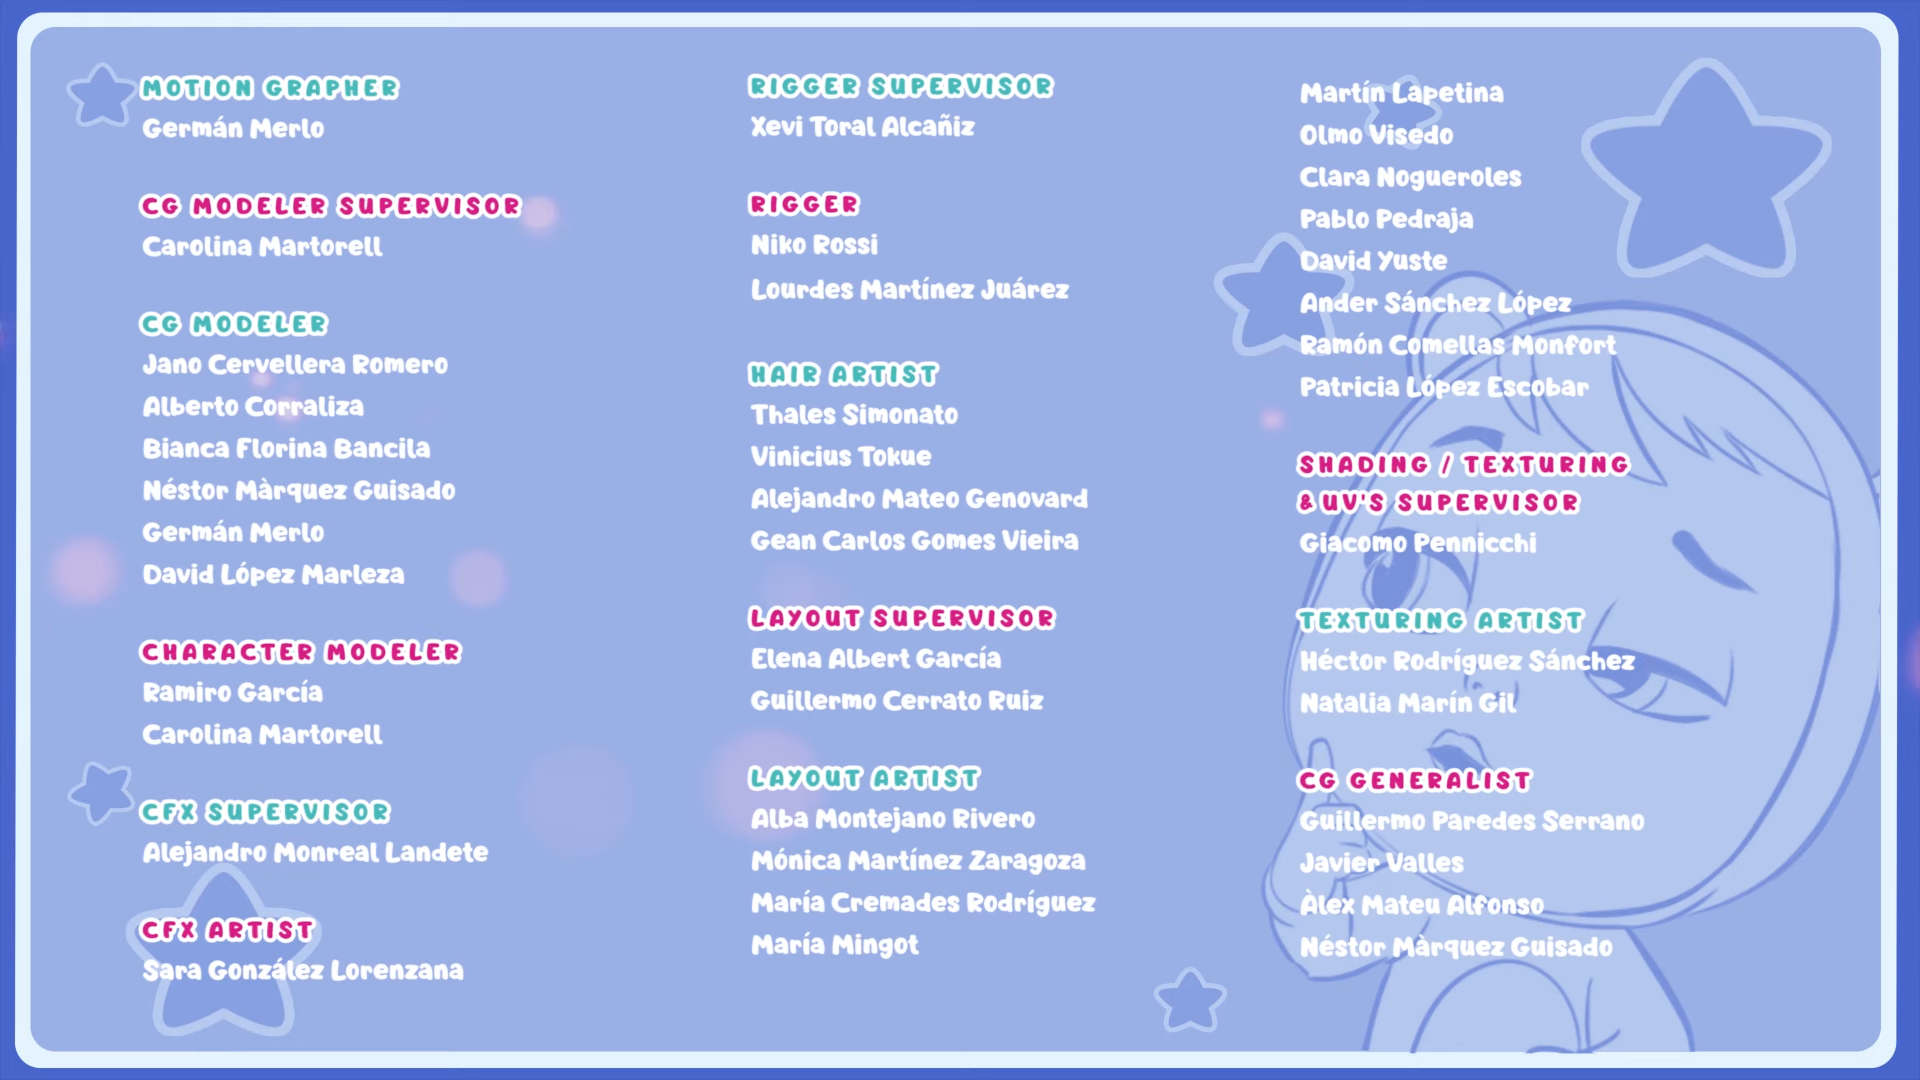 MOTION GRAPHER
Germán Merlo
CG MODELER SUPERVISOR
Carolina Martorell
CG MODELER
Jano Cervellera Romero
Alberto Corraliza
Bianca Florina Bancila
Néstor Màrquez Guisado
Germán Merlo
David López Marleza
CHARACTER MODELER
Ramiro García
Carolina Martorell
CFX SUPERVISOR
Alejandro Monreal Landete
CFX ARTIST
Sara González Lorenzana
RIGGER SUPERVISOR
Xevi Toral Alcañiz
RIGGER
Niko Rossi
Lourdes Martínez Juárez
HAIR ARTIST
Thales Simonato
Vinicius Tokue
Alejandro Mateo Genovard
Gean Carlos Gomes Vieira
LAYOUT SUPERVISOR
Elena Albert García
Guillermo Cerrato Ruiz
LAYOUT ARTIST
Alba Montejano Rivero
Mónica Martínez Zaragoza
María Cremades Rodríguez
María Mingot
Martín Lapetina
Olmo Visedo
Clara Nogueroles
Pablo Pedraja
David Yuste
Ander Sánchez López
Ramón Comellas Monfort
Patricia López Escobar
SHADING / TEXTURING
& UV'S SUPERVISOR
Giacomo Pennicchi
TEXTURING ARTIST
Héctor Rodríguez Sánchez
Natalia Marín Gil
CG GENERALIST
Guillermo Paredes Serrano
Javier Valles
Àlex Mateu Alfonso
Néstor Màrquez Guisado